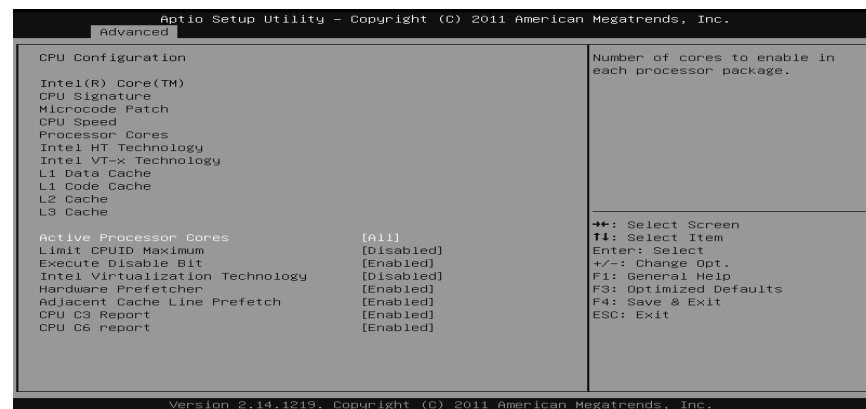 Aptio Setup Utility – Copyright (C) 2011 American Megatrends, Inc.
Advanced
CPU Configuration
Intel(R) Core(TM)
CPU Signature
Microcode Patch
CPU Speed
Processor Cores
Intel HT Technology
Intel VT-x Technology
L1 Data Cache
L1 Code Cache
L2 Cache
L3 Cache
Active Processor Cores [All]
Limit CPUID Maximum [Disabled]
Execute Disable Bit [Enabled]
Intel Virtualization Technology [Disabled]
Hardware Prefetcher [Enabled]
Adjacent Cache Line Prefetch [Enabled]
CPU C3 Report [Enabled]
CPU C6 report [Enabled]
Number of cores to enable in
each processor package.
→←: Select Screen
↑↓: Select Item
Enter: Select
+/-: Change Opt.
F1: General Help
F3: Optimized Defaults
F4: Save & Exit
ESC: Exit
Version 2.14.1219. Copyright (C) 2011 American Megatrends, Inc.